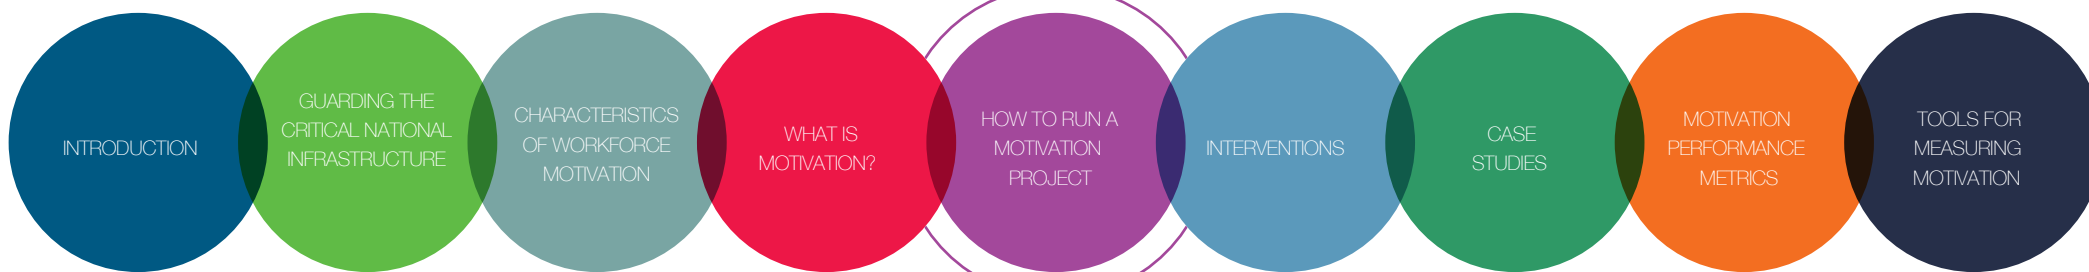 INTRODUCTION
GUARDING THE
CRITICAL NATIONAL
INFRASTRUCTURE
CHARACTERISTICS
OF WORKFORCE
MOTIVATION
WHAT IS
MOTIVATION?
HOW TO RUN A
MOTIVATION
PROJECT
INTERVENTIONS
CASE
STUDIES
MOTIVATION
PERFORMANCE
METRICS
TOOLS FOR
MEASURING
MOTIVATION